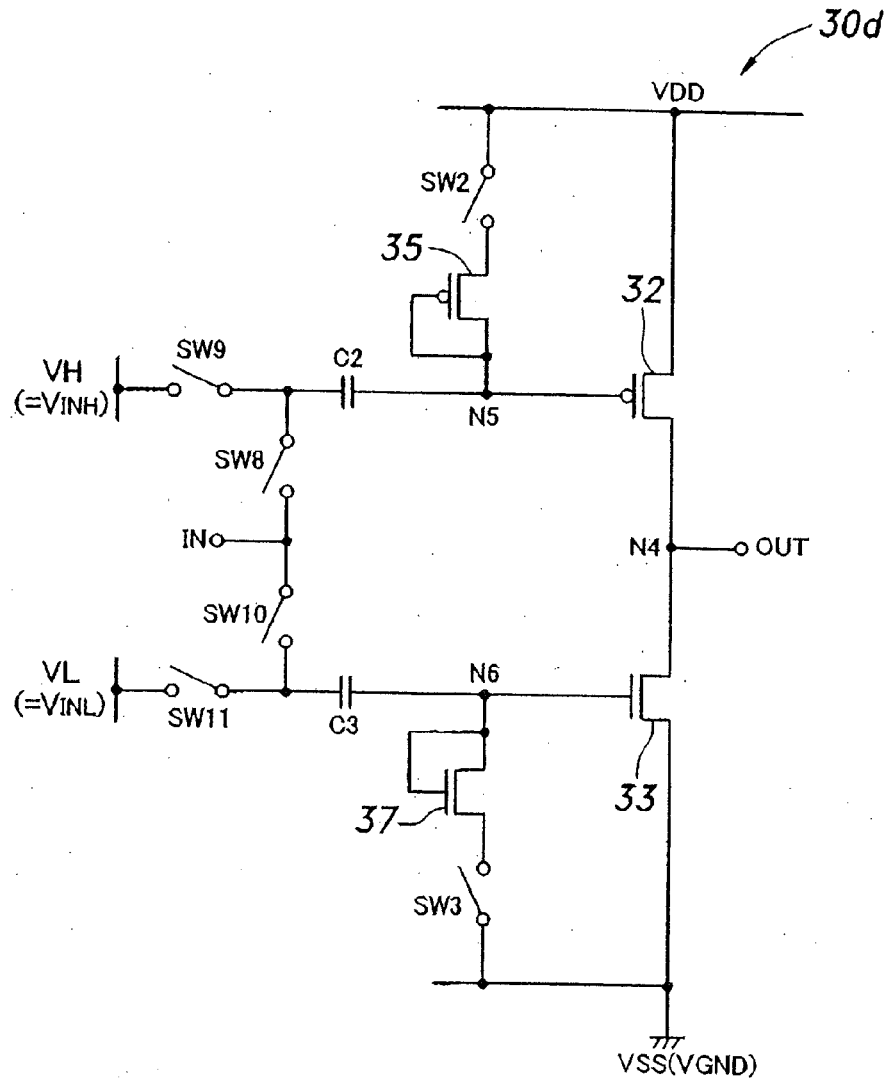 30d
VDD
SW2
35
32
VH
(=VINH)
SW9
C2
N5
SW8
IN
N4
OUT
SW10
VL
(=VINL)
SW11
C3
N6
37
33
SW3
VSS(VGND)